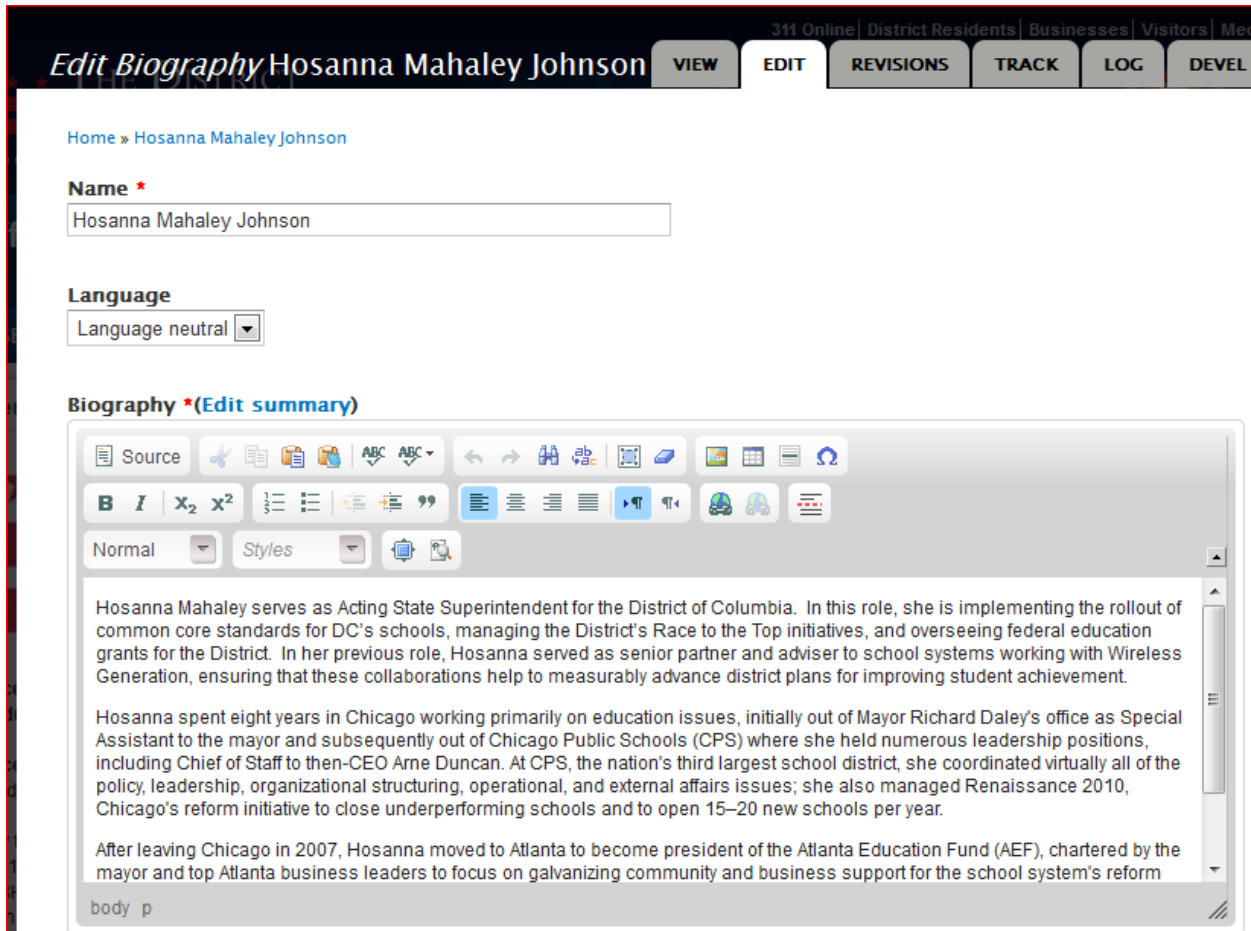 311 Online | District Residents | Businesses | Visitors |
Edit Biography Hosanna Mahaley Johnson VIEW EDIT REVISIONS TRACK LOG DEVEL
THE DISTRICT
Home » Hosanna Mahaley Johnson
Name *
Hosanna Mahaley Johnson
Language
Language neutral
Biography *(Edit summary)
Source ABC ABC ab ac Ω
B I X₂ X² ¶ ¶
Normal Styles
Hosanna Mahaley serves as Acting State Superintendent for the District of Columbia. In this role, she is implementing the rollout of
common core standards for DC's schools, managing the District's Race to the Top initiatives, and overseeing federal education
grants for the District. In her previous role, Hosanna served as senior partner and adviser to school systems working with Wireless
Generation, ensuring that these collaborations help to measurably advance district plans for improving student achievement.
Hosanna spent eight years in Chicago working primarily on education issues, initially out of Mayor Richard Daley's office as Special
Assistant to the mayor and subsequently out of Chicago Public Schools (CPS) where she held numerous leadership positions,
including Chief of Staff to then-CEO Arne Duncan. At CPS, the nation's third largest school district, she coordinated virtually all of the
policy, leadership, organizational structuring, operational, and external affairs issues; she also managed Renaissance 2010,
Chicago's reform initiative to close underperforming schools and to open 15–20 new schools per year.
After leaving Chicago in 2007, Hosanna moved to Atlanta to become president of the Atlanta Education Fund (AEF), chartered by the
mayor and top Atlanta business leaders to focus on galvanizing community and business support for the school system's reform
body p